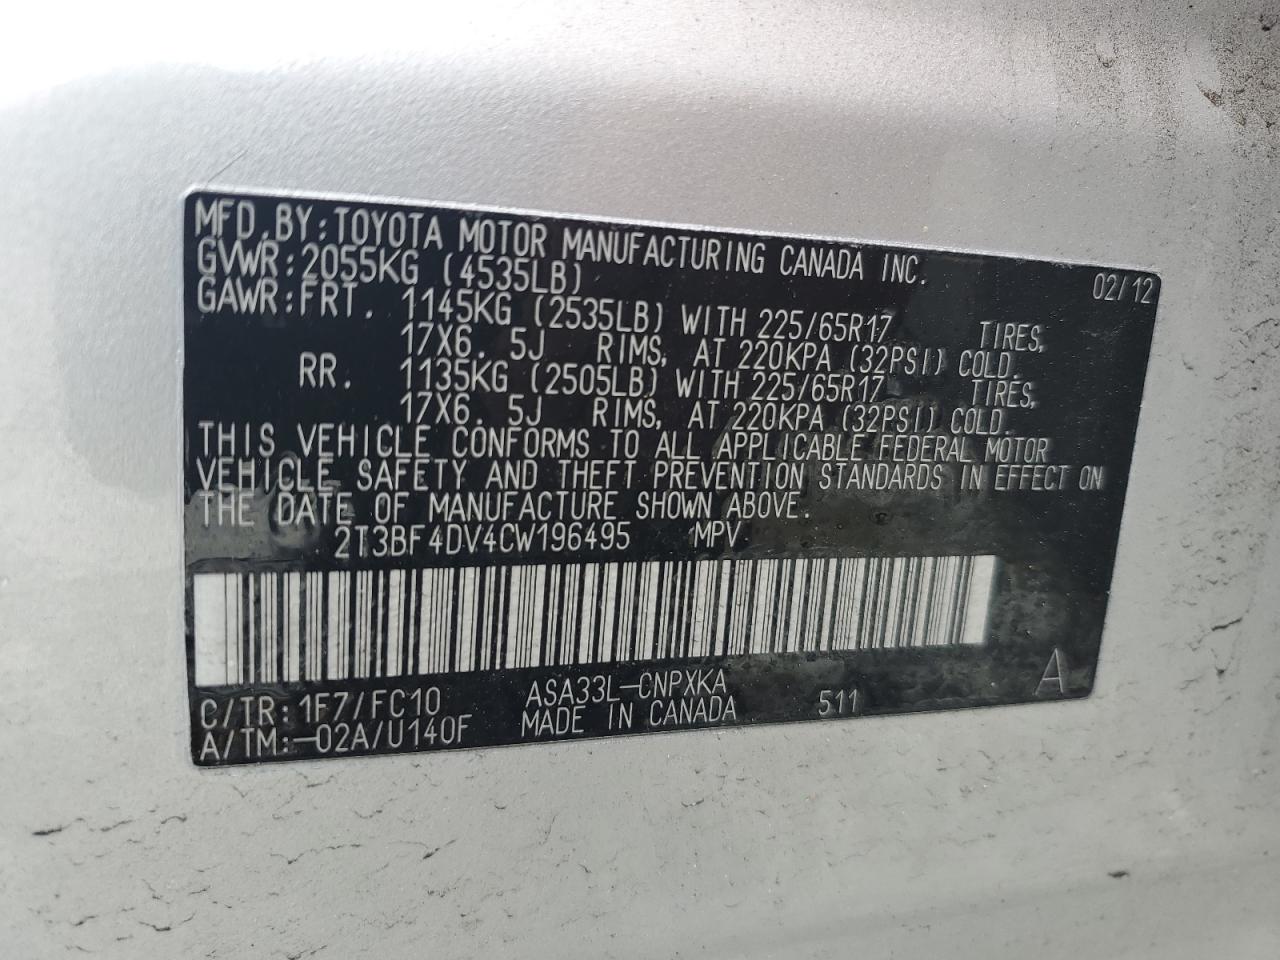 MFD. BY: TOYOTA MOTOR MANUFACTURING CANADA INC.
GVWR: 2055KG (4535LB) 02/12
GAWR: FRT. 1145KG (2535LB) WITH 225/65R17 TIRES,
17X6. 5J RIMS, AT 220KPA (32PSI) COLD.
RR. 1135KG (2505LB) WITH 225/65R17 TIRES,
17X6. 5J RIMS, AT 220KPA (32PSI) COLD.
THIS VEHICLE CONFORMS TO ALL APPLICABLE FEDERAL MOTOR
VEHICLE SAFETY AND THEFT PREVENTION STANDARDS IN EFFECT ON
THE DATE OF MANUFACTURE SHOWN ABOVE.
2T3BF4DV4CW196495 MPV
C/TR: 1F7/FC10 ASA33L-CNPXKA A
A/TM: -02A/U140F MADE IN CANADA 511